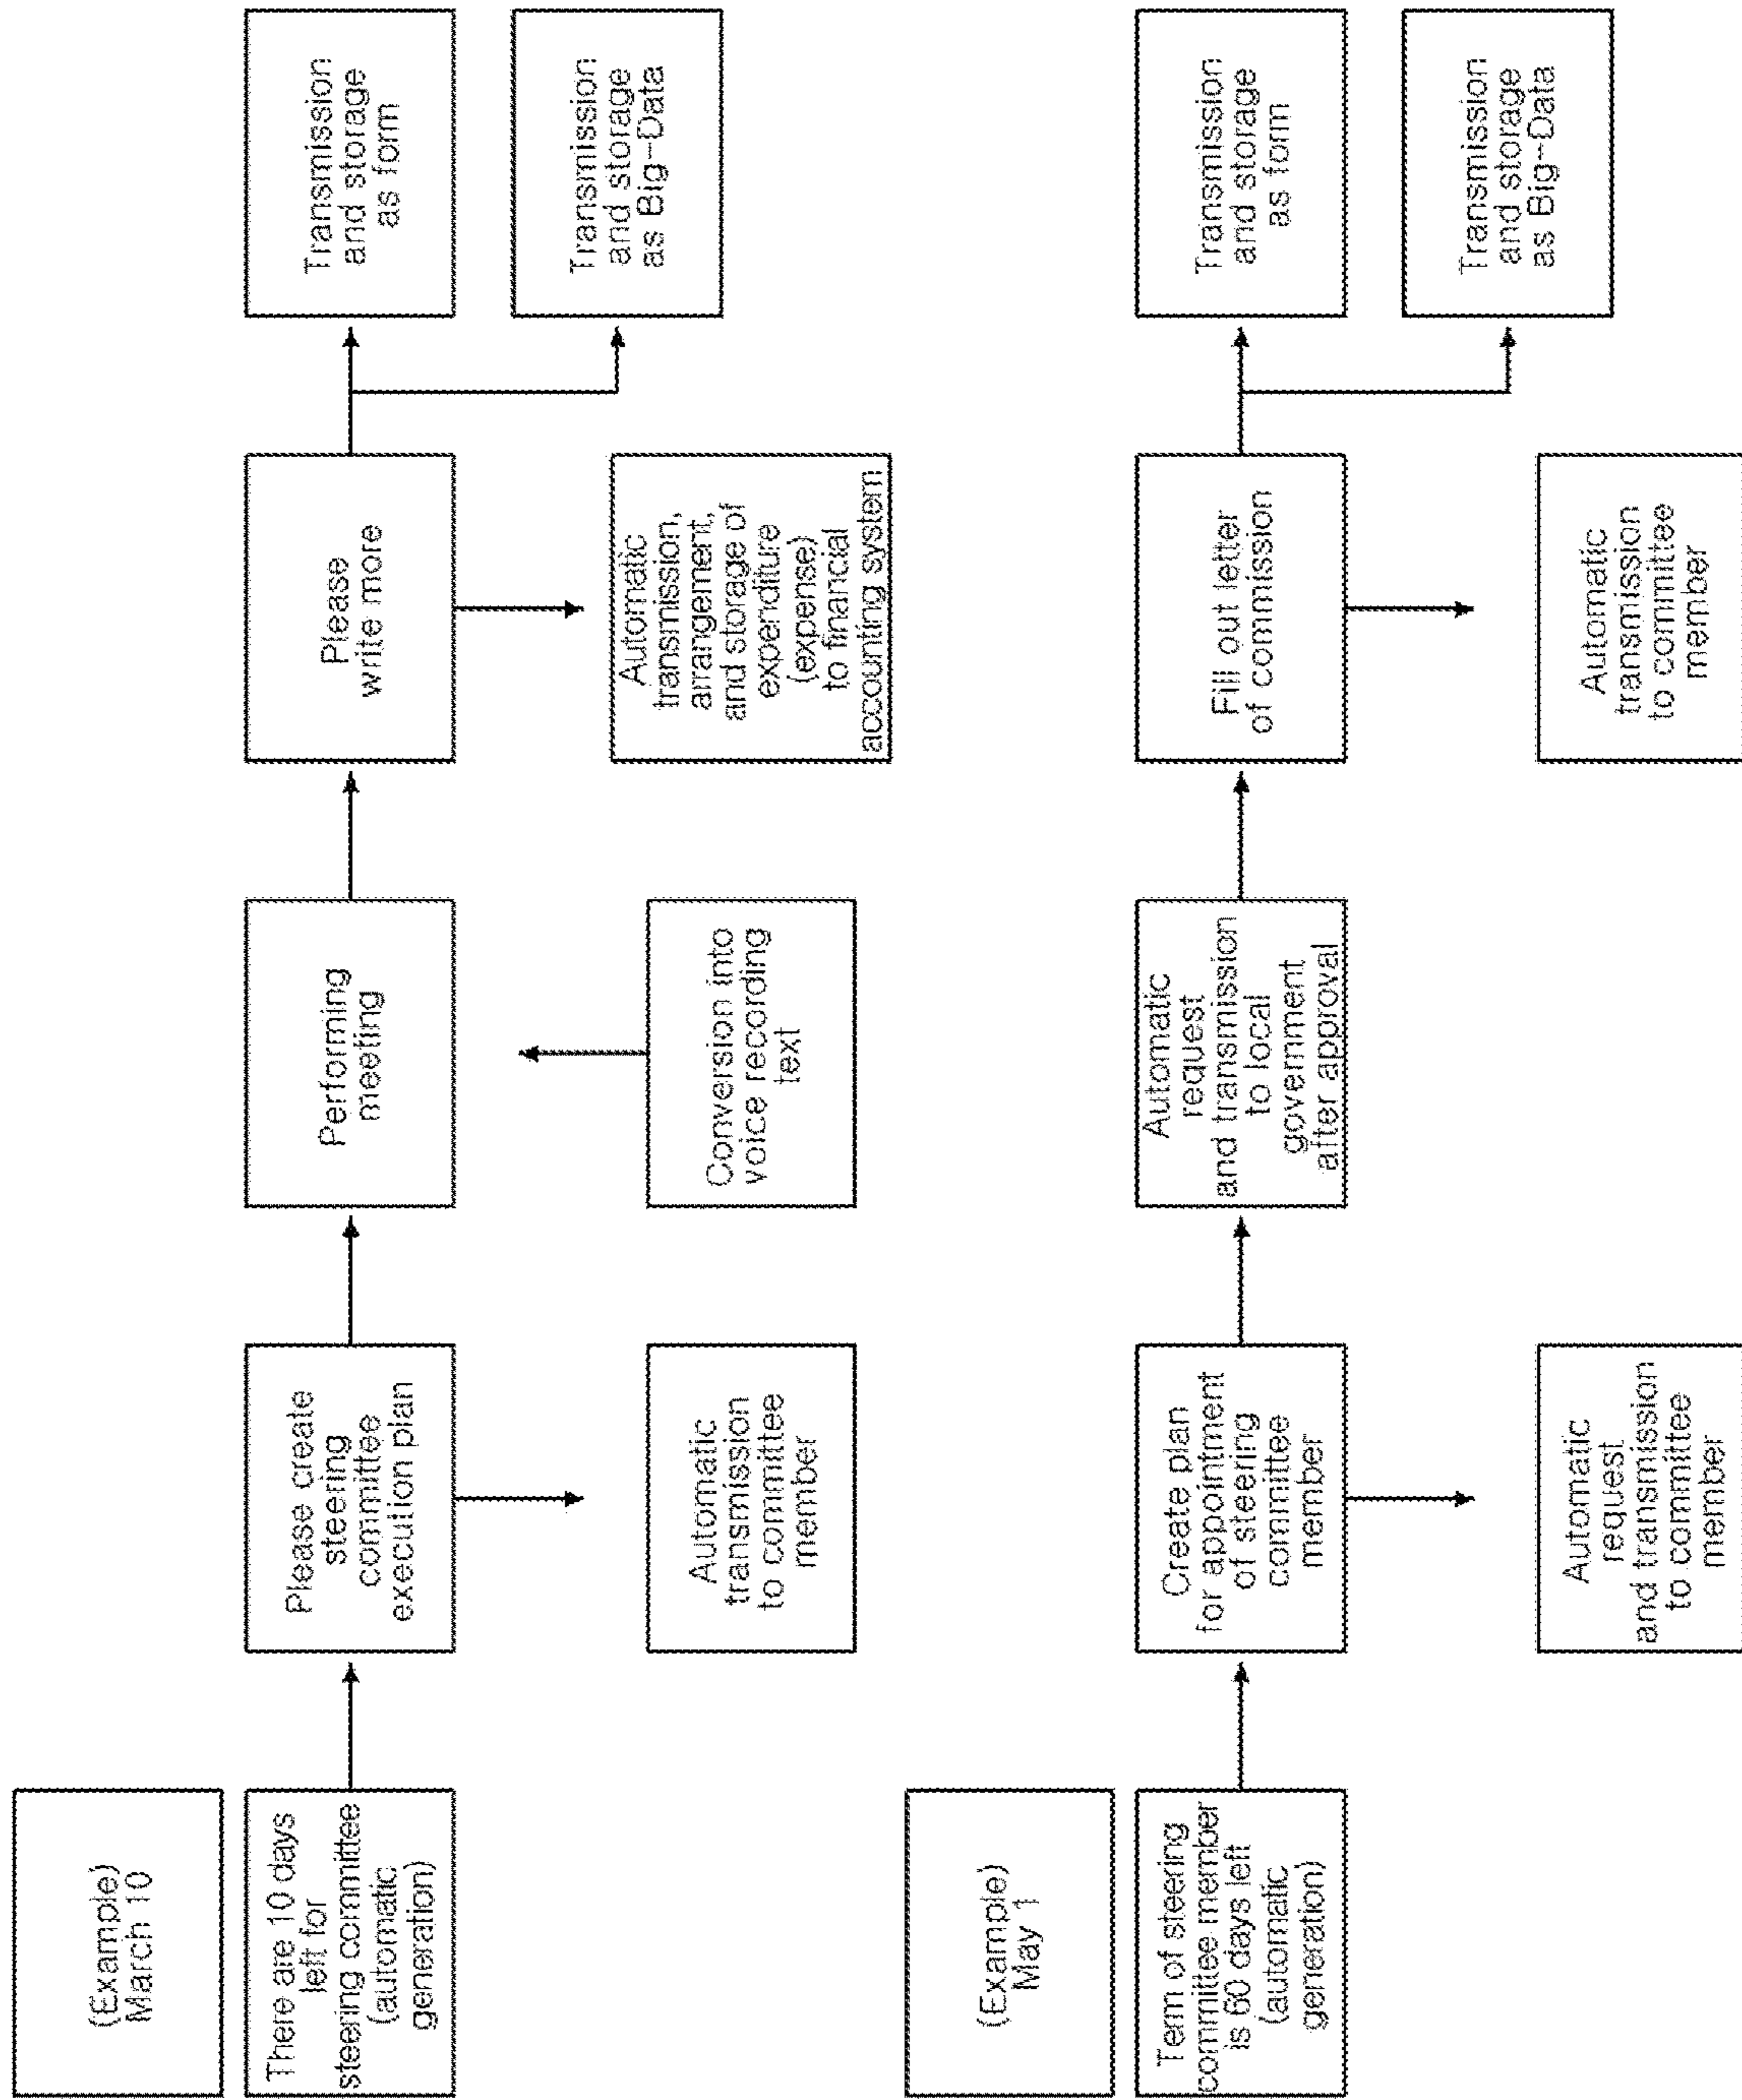 (Example)
March 10
There are 10 days
left for
steering committee
(automatic
generation)
Please create
steering
committee
execution plan
Automatic
transmission
to committee
member
Performing
meeting
Conversion into
voice recording
text
Please
write more
Automatic
transmission,
arrangement,
and storage of
expenditure
(expense)
to financial
accounting system
Transmission
and storage
as form
Transmission
and storage
as Big-Data
(Example)
May 1
Term of steering
committee member
is 60 days left
(automatic
generation)
Create plan
for appointment
of steering
committee
member
Automatic
request
and transmission
to committee
member
Automatic
request
and transmission
to local
government
after approval
Fill out letter
of commission
Automatic
transmission
to committee
member
Transmission
and storage
as form
Transmission
and storage
as Big-Data